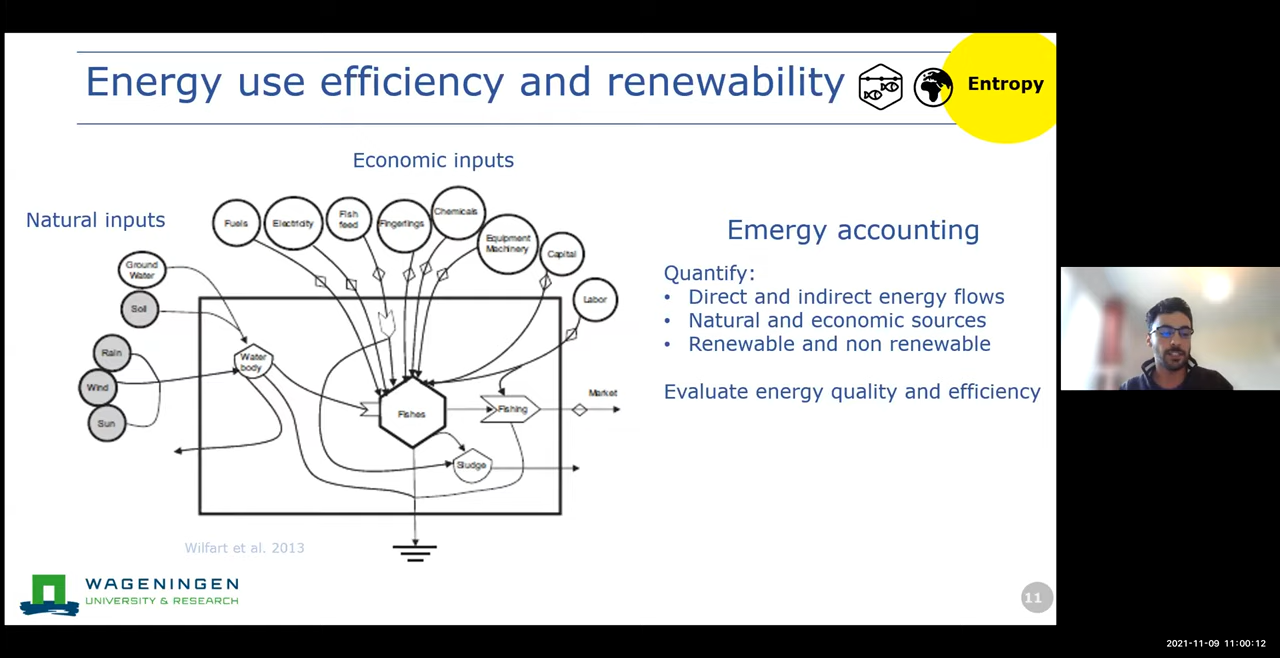 Energy use efficiency and renewability
Entropy
Economic inputs
Natural inputs
Fuels
Electricity
Fish
feed
Fingerlings
Chemicals
Equipment
Machinery
Capital
Labor
Ground
Water
Soil
Rain
Wind
Sun
Water
body
Fishes
Fishing
Market
Sludge
Wilfart et al. 2013
Emergy accounting
Quantify:
• Direct and indirect energy flows
• Natural and economic sources
• Renewable and non renewable
Evaluate energy quality and efficiency
WAGENINGEN
UNIVERSITY & RESEARCH
11
2021-11-09 11:00:12